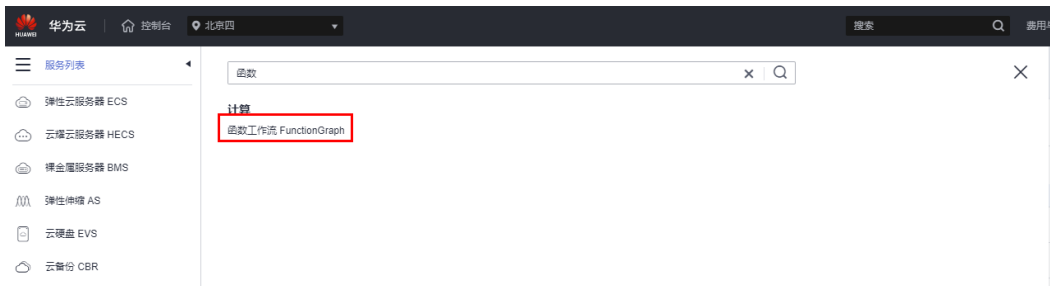 HUAWEI 华为云 控制台 北京四 搜索 费用与
服务列表
函数
计算
函数工作流 FunctionGraph
弹性云服务器 ECS
云耀云服务器 HECS
裸金属服务器 BMS
弹性伸缩 AS
云硬盘 EVS
云备份 CBR